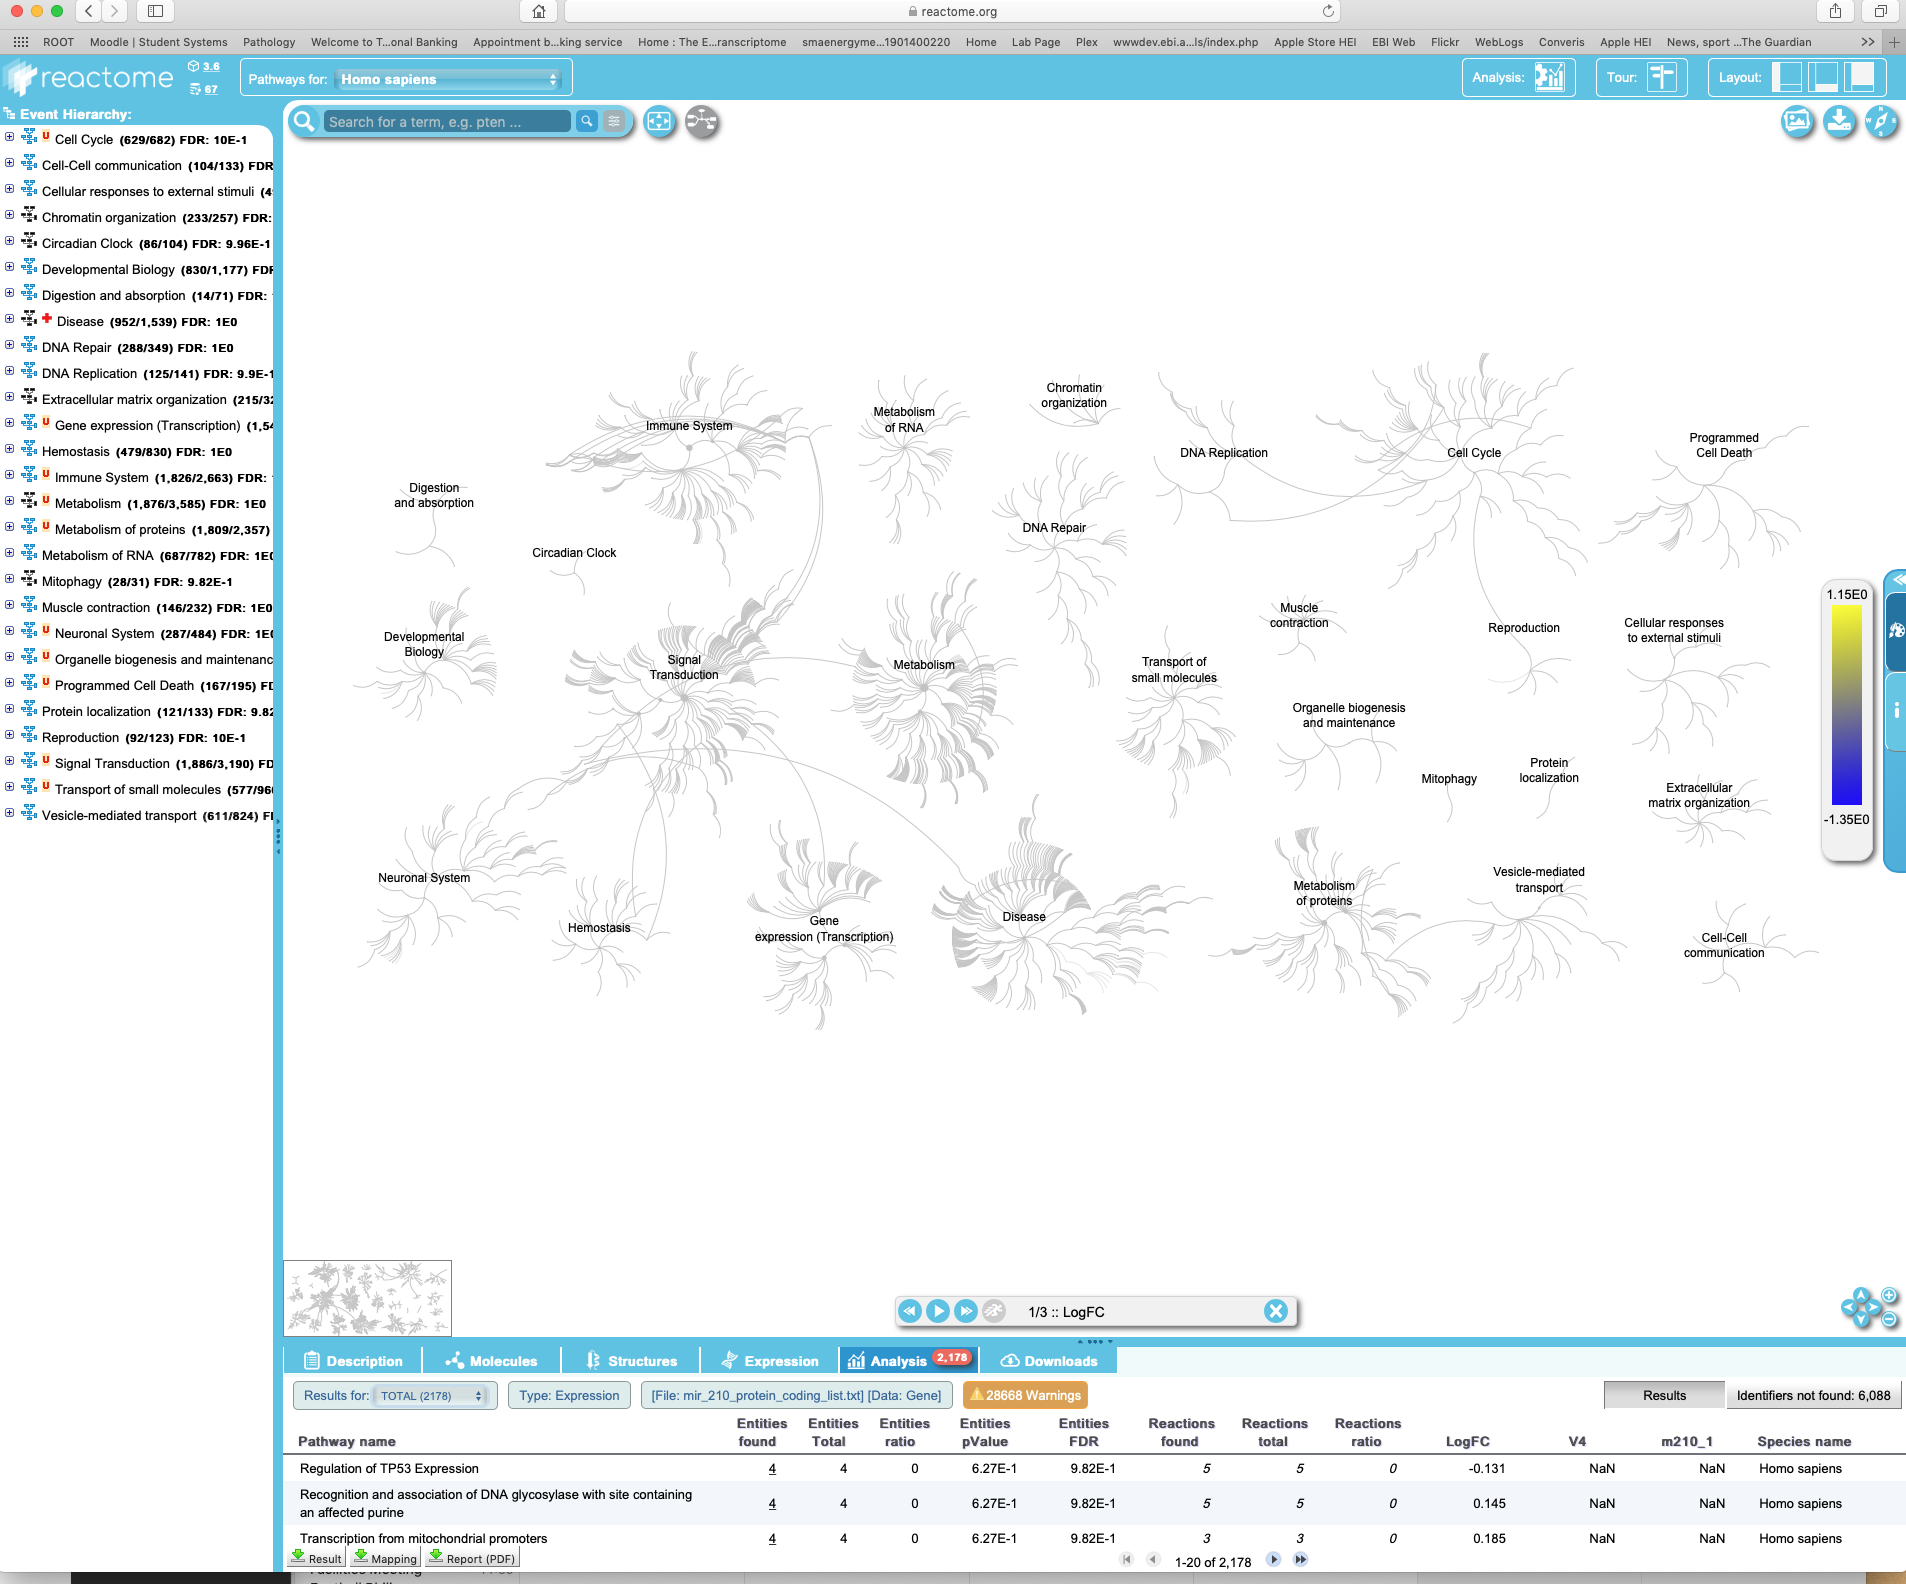 reactome.org
ROOT Moodle | Student Systems Pathology Welcome to T...onal Banking Appointment b...king service Home : The E...ranscriptome smaenergyme...1901400220 Home Lab Page Plex wwwdev.ebi.a...ls/index.php Apple Store HEI EBI Web Flickr WebLogs Converis Apple HEI News, sport ...The Guardian >>
reactome 3.6 67 Pathways for: Homo sapiens Analysis: Tour: Layout:
Event Hierarchy:
Search for a term, e.g. pten ...
U Cell Cycle (629/682) FDR: 10E-1
Cell-Cell communication (104/133) FDR
Cellular responses to external stimuli (4
Chromatin organization (233/257) FDR:
Circadian Clock (86/104) FDR: 9.96E-1
Developmental Biology (830/1,177) FDR
Digestion and absorption (14/71) FDR:
Disease (952/1,539) FDR: 1E0
DNA Repair (288/349) FDR: 1E0
DNA Replication (125/141) FDR: 9.9E-1
Extracellular matrix organization (215/32
U Gene expression (Transcription) (1,54
Hemostasis (479/830) FDR: 1E0
U Immune System (1,826/2,663) FDR:
U Metabolism (1,876/3,585) FDR: 1E0
U Metabolism of proteins (1,809/2,357)
Metabolism of RNA (687/782) FDR: 1E0
Mitophagy (28/31) FDR: 9.82E-1
Muscle contraction (146/232) FDR: 1E0
U Neuronal System (287/484) FDR: 1E0
U Organelle biogenesis and maintenanc
U Programmed Cell Death (167/195) FD
Protein localization (121/133) FDR: 9.82
Reproduction (92/123) FDR: 10E-1
U Signal Transduction (1,886/3,190) FD
U Transport of small molecules (577/960
Vesicle-mediated transport (611/824) FI
Immune System
Metabolism
of RNA
Chromatin
organization
DNA Replication
Cell Cycle
Programmed
Cell Death
Digestion
and absorption
DNA Repair
Circadian Clock
Developmental
Biology
Signal
Transduction
Metabolism
Transport of
small molecules
Muscle
contraction
Reproduction
Cellular responses
to external stimuli
Organelle biogenesis
and maintenance
Mitophagy
Protein
localization
Extracellular
matrix organization
Neuronal System
Hemostasis
Gene
expression (Transcription)
Disease
Metabolism
of proteins
Vesicle-mediated
transport
Cell-Cell
communication
1.15E0
-1.35E0
1/3 :: LogFC
Description Molecules Structures Expression Analysis 2,178 Downloads
Results for: TOTAL (2178) Type: Expression [File: mir_210_protein_coding_list.txt] [Data: Gene] 28668 Warnings Results Identifiers not found: 6,088
Pathway name Entities found Entities Total Entities ratio Entities pValue Entities FDR Reactions found Reactions total Reactions ratio LogFC V4 m210_1 Species name
Regulation of TP53 Expression 4 4 0 6.27E-1 9.82E-1 5 5 0 -0.131 NaN NaN Homo sapiens
Recognition and association of DNA glycosylase with site containing
an affected purine 4 4 0 6.27E-1 9.82E-1 5 5 0 0.145 NaN NaN Homo sapiens
Transcription from mitochondrial promoters 4 4 0 6.27E-1 9.82E-1 3 3 0 0.185 NaN NaN Homo sapiens
Result Mapping Report (PDF) 1-20 of 2,178